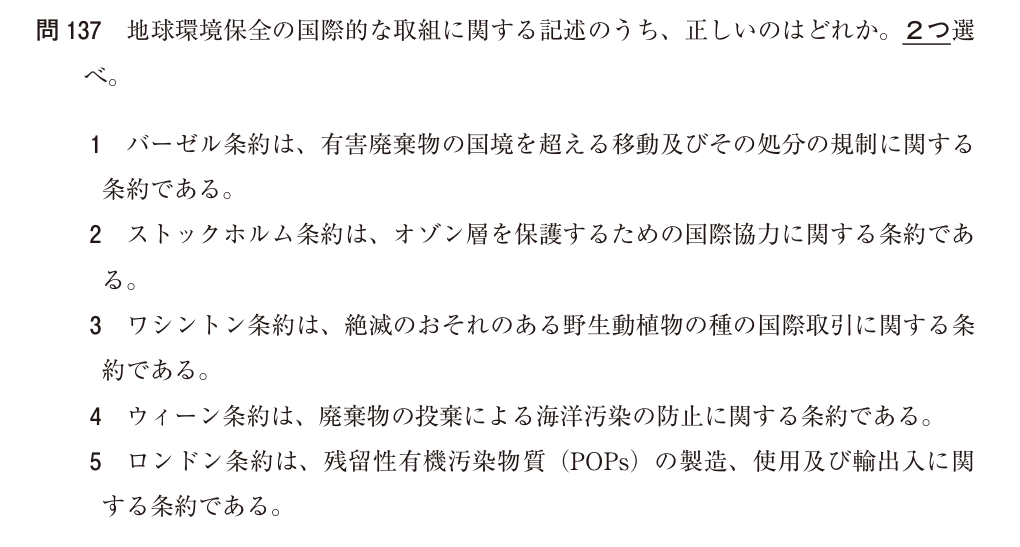 問 137　地球環境保全の国際的な取組に関する記述のうち、正しいのはどれか。２つ選
べ。
1　バーゼル条約は、有害廃棄物の国境を超える移動及びその処分の規制に関する
条約である。
2　ストックホルム条約は、オゾン層を保護するための国際協力に関する条約であ
る。
3　ワシントン条約は、絶滅のおそれのある野生動植物の種の国際取引に関する条
約である。
4　ウィーン条約は、廃棄物の投棄による海洋汚染の防止に関する条約である。
5　ロンドン条約は、残留性有機汚染物質（POPs）の製造、使用及び輸出入に関
する条約である。